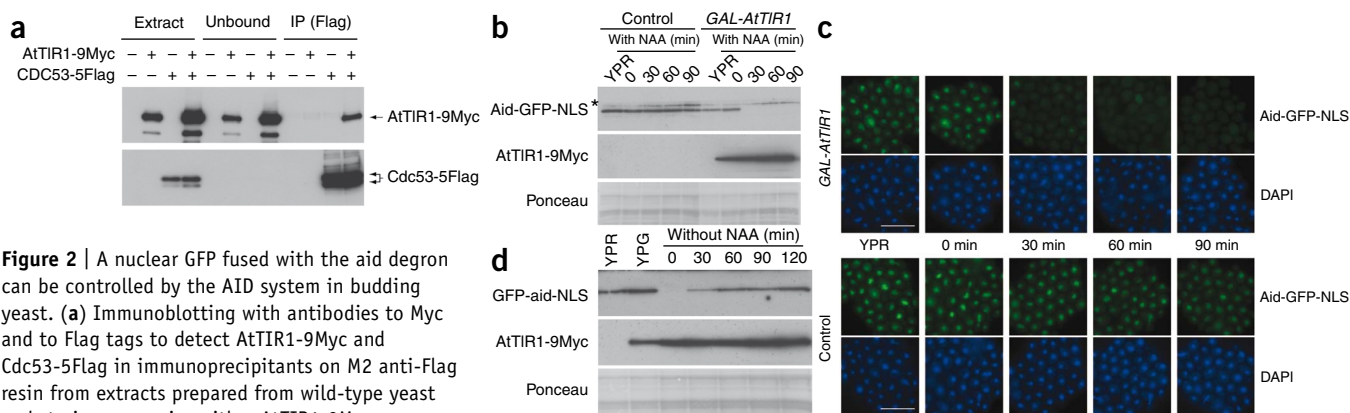 a
Extract Unbound IP (Flag)
AtTIR1-9Myc – + – + – + – + – + – +
CDC53-5Flag – – + + – – + + – – + +
AtTIR1-9Myc
Cdc53-5Flag
Figure 2 | A nuclear GFP fused with the aid degron
can be controlled by the AID system in budding
yeast. (a) Immunoblotting with antibodies to Myc
and to Flag tags to detect AtTIR1-9Myc and
Cdc53-5Flag in immunoprecipitants on M2 anti-Flag
resin from extracts prepared from wild-type yeast
b
Control GAL-AtTIR1
With NAA (min) With NAA (min)
YPR 0 30 60 90 YPR 0 30 60 90
Aid-GFP-NLS *
AtTIR1-9Myc
Ponceau
d
YPR YPG Without NAA (min)
0 30 60 90 120
GFP-aid-NLS
AtTIR1-9Myc
Ponceau
c
GAL-AtTIR1
Aid-GFP-NLS
DAPI
YPR 0 min 30 min 60 min 90 min
Control
Aid-GFP-NLS
DAPI